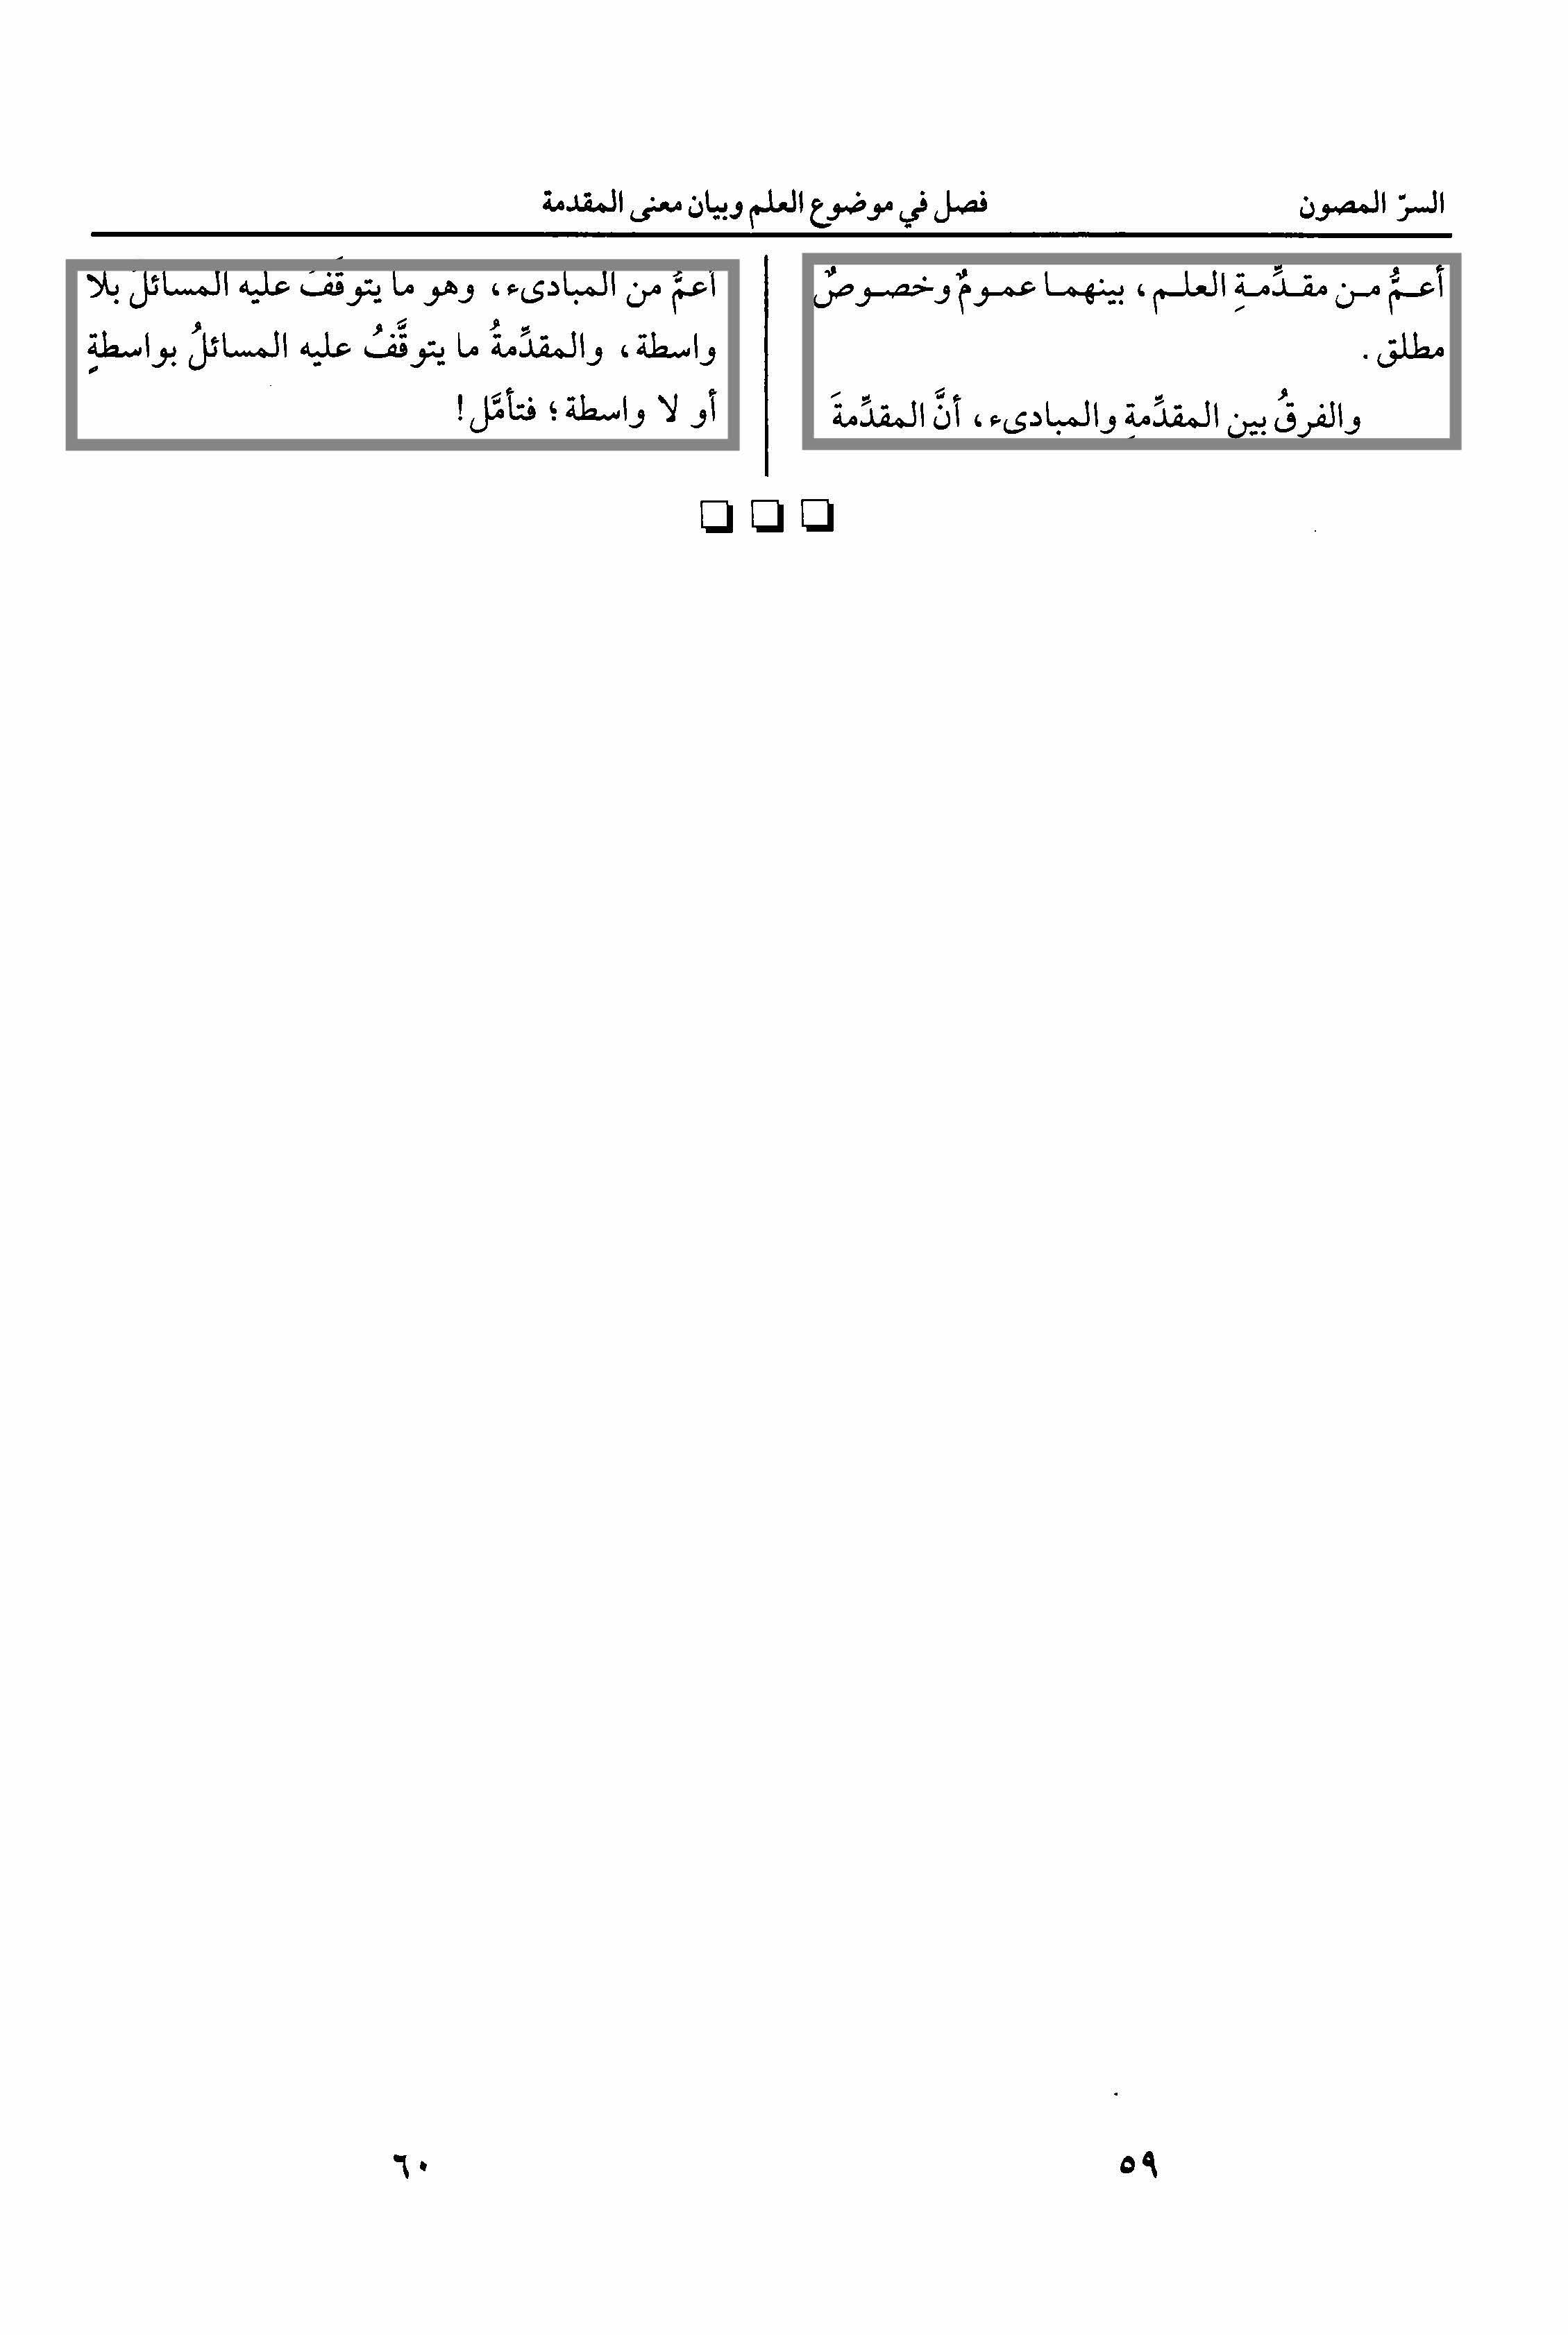 السرّ المصون
فصل في موضوع العلم وبيان معنى المقدمة
أعـمُّ مـن مقـدِّمـةِ العلـم، بينهمـا عمـومٌ وخصـوصٌ
مطلق.
والفرقُ بين المقدِّمةِ والمبادىء، أنَّ المقدِّمةَ
أعمُّ من المبادىء، وهو ما يتوقَّفُ عليه المسائلُ بلا
واسطة، والمقدِّمةُ ما يتوقَّفُ عليه المسائلُ بواسطةٍ
أو لا واسطة؛ فتأمَّل!
٥٩
٦٠